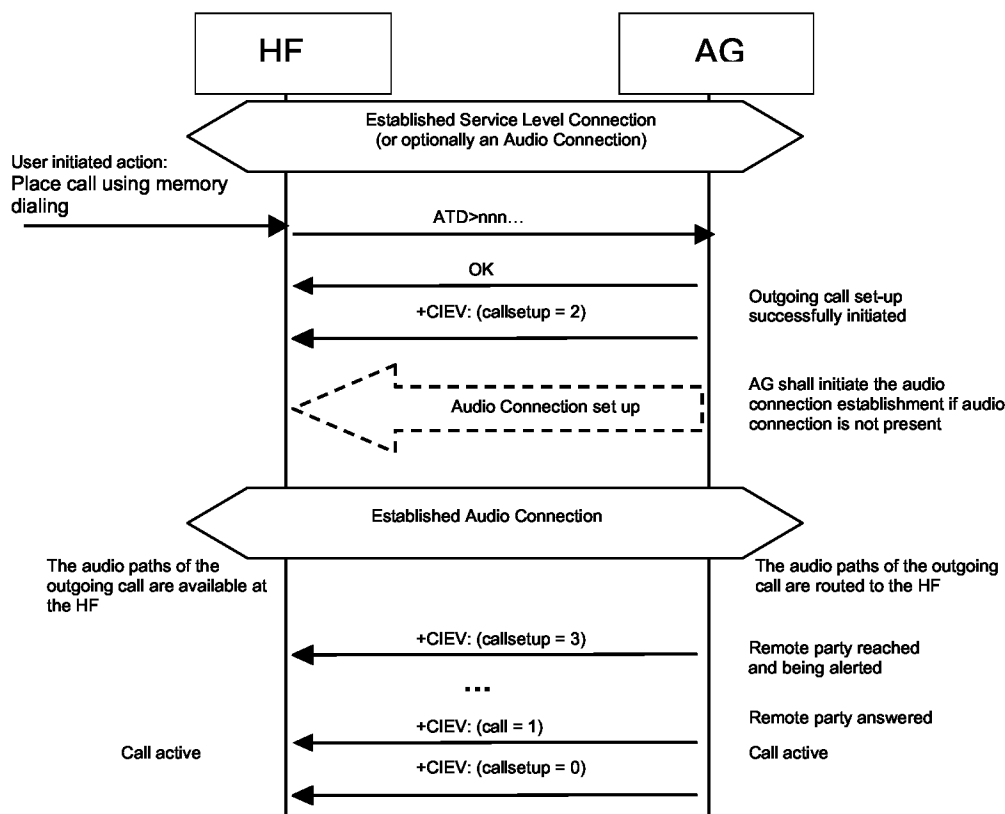 HF
AG
Established Service Level Connection
(or optionally an Audio Connection)
User initiated action:
Place call using memory
dialing
ATD>nnn…
OK
Outgoing call set-up
successfully initiated
+CIEV: (callsetup = 2)
AG shall initiate the audio
connection establishment if audio
connection is not present
Audio Connection set up
Established Audio Connection
The audio paths of the
outgoing call are available at
the HF
The audio paths of the outgoing
call are routed to the HF
+CIEV: (callsetup = 3)
Remote party reached
and being alerted
...
Remote party answered
+CIEV: (call = 1)
Call active
Call active
+CIEV: (callsetup = 0)